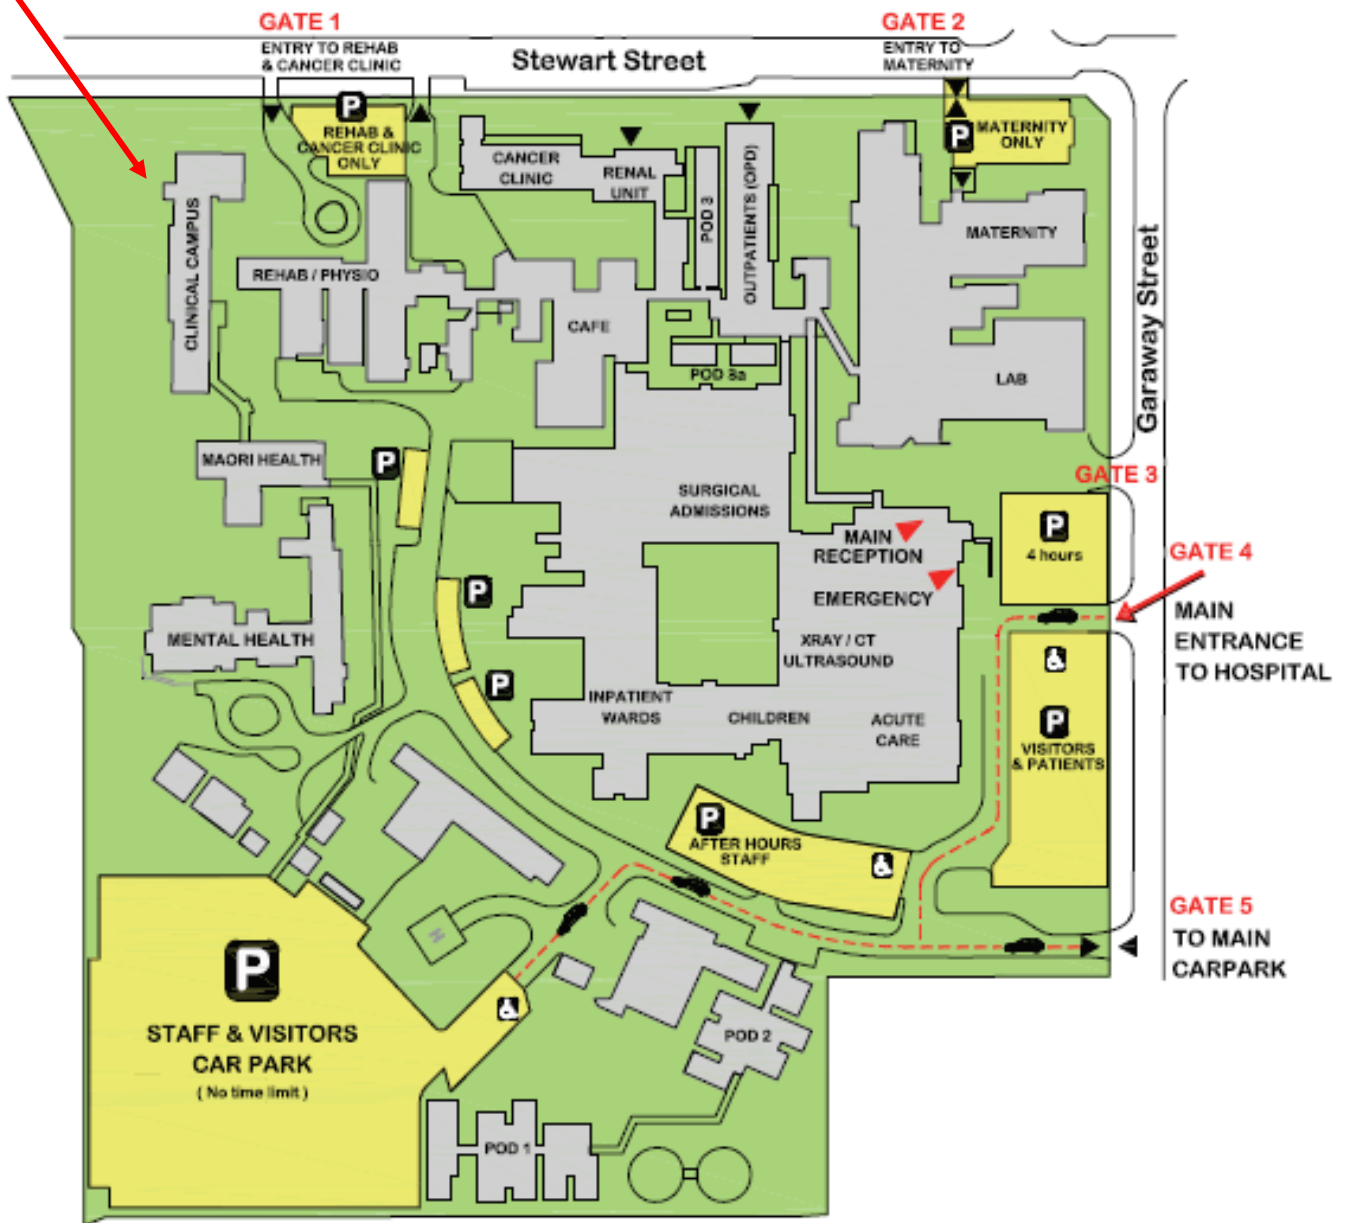 GATE 1
ENTRY TO REHAB
& CANCER CLINIC
Stewart Street
GATE 2
ENTRY TO
MATERNITY
P
REHAB &
CANCER CLINIC
ONLY
P
MATERNITY
ONLY
CANCER
CLINIC
RENAL
UNIT
POD 3
OUTPATIENTS (OPD)
MATERNITY
Garaway Street
CLINICAL CAMPUS
REHAB / PHYSIO
CAFE
POD 3a
LAB
MAORI HEALTH
P
SURGICAL
ADMISSIONS
GATE 3
P
4 hours
MAIN
RECEPTION
EMERGENCY
GATE 4
MAIN
ENTRANCE
TO HOSPITAL
P
MENTAL HEALTH
XRAY / CT
ULTRASOUND
P
INPATIENT
WARDS
CHILDREN
ACUTE
CARE
P
VISITORS
& PATIENTS
P
AFTER HOURS
STAFF
GATE 5
TO MAIN
CARPARK
H
P
STAFF & VISITORS
CAR PARK
( No time limit )
POD 2
POD 1